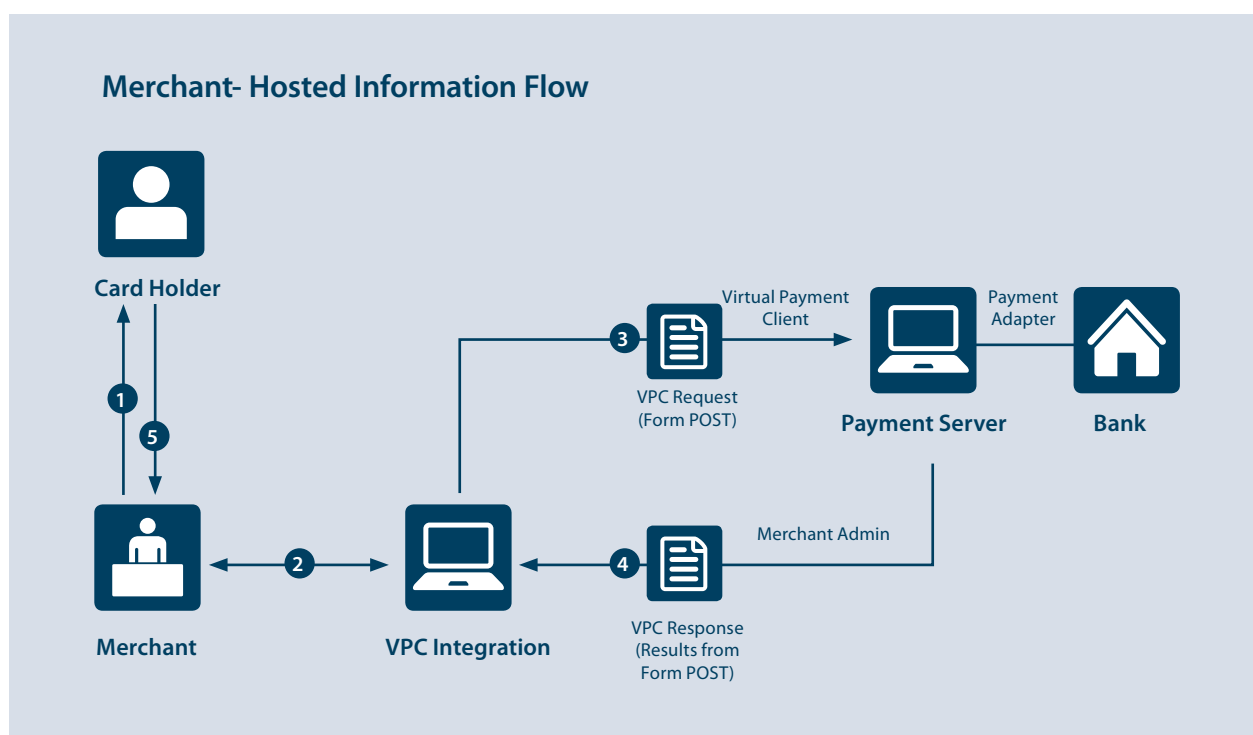 Merchant- Hosted Information Flow
Card Holder
1
5
Merchant
2
VPC Integration
3
VPC Request
(Form POST)
Virtual Payment
Client
Payment Server
Payment
Adapter
Bank
4
VPC Response
(Results from
Form POST)
Merchant Admin